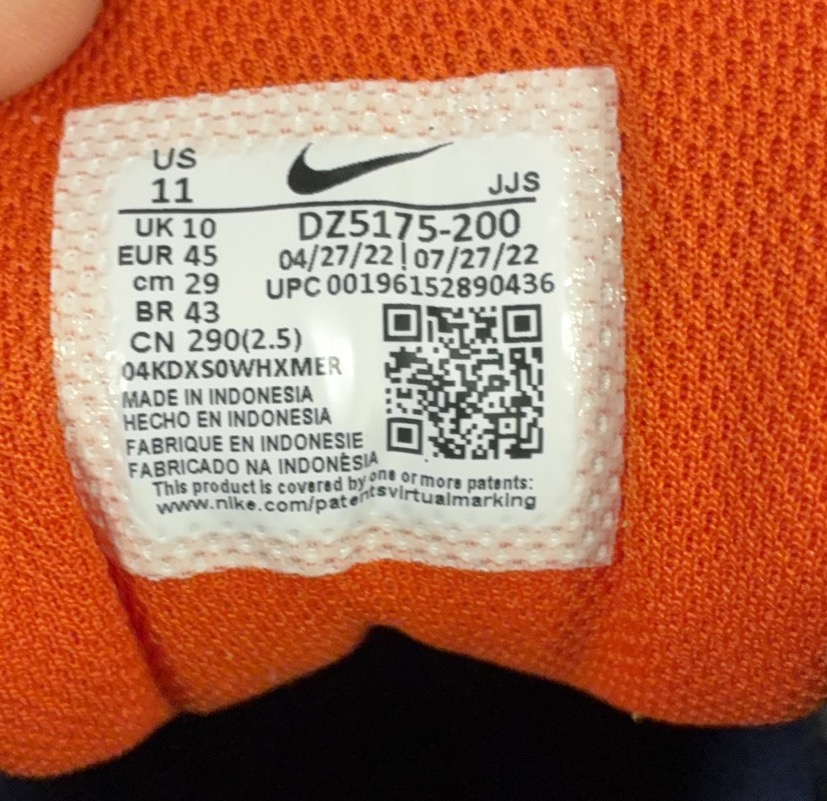 US
11
JJS
UK 10
DZ5175-200
EUR 45
04/27/22 | 07/27/22
cm 29
UPC 00196152890436
BR 43
CN 290(2.5)
04KDXS0WHXMER
MADE IN INDONESIA
HECHO EN INDONESIA
FABRIQUE EN INDONESIE
FABRICADO NA INDONÉSIA
This product is covered by one or more patents:
www.nike.com/patentsvirtualmarking